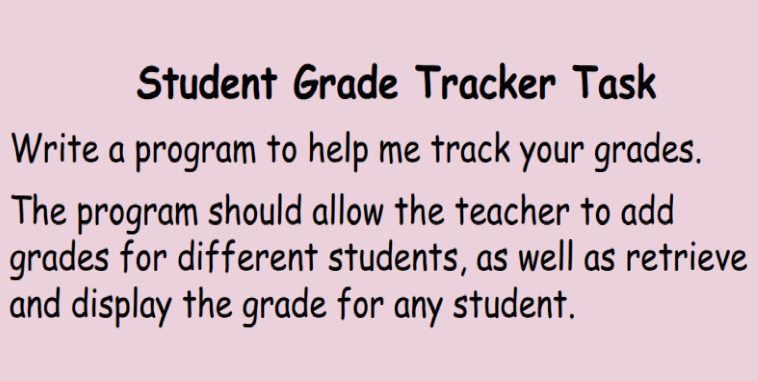 Student Grade Tracker Task
Write a program to help me track your grades.
The program should allow the teacher to add
grades for different students, as well as retrieve
and display the grade for any student.